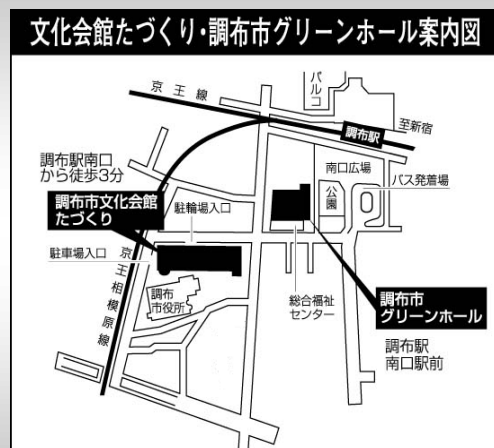 文化会館たづくり・調布市グリーンホール案内図
京王線
パルコ
至新宿
調布駅
調布駅南口
から徒歩3分
南口広場
バス発着場
公園
調布市文化会館
たづくり
駐輪場入口
駐車場入口
調布
市役所
総合福祉
センター
調布市
グリーンホール
京王相模原線
調布駅
南口駅前